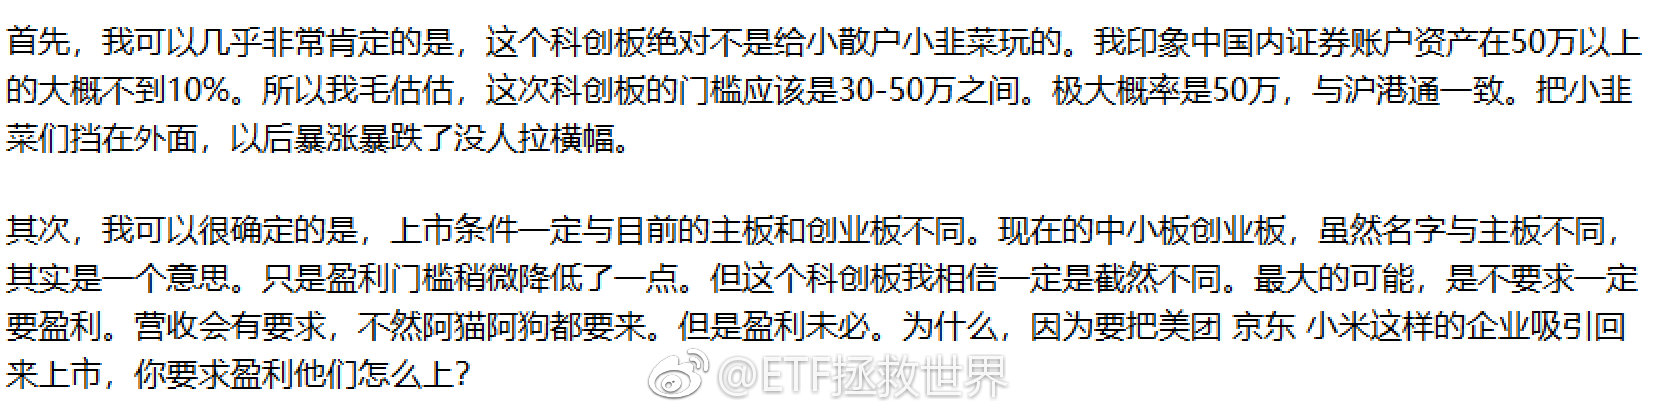 首先，我可以几乎非常肯定的是，这个科创板绝对不是给小散户小韭菜玩的。我印象中国内证券账户资产在50万以上
的大概不到10%。所以我毛估估，这次科创板的门槛应该是30-50万之间。极大概率是50万，与沪港通一致。把小韭
菜们挡在外面，以后暴涨暴跌了没人拉横幅。
其次，我可以很确定的是，上市条件一定与目前的主板和创业板不同。现在的中小板创业板，虽然名字与主板不同，
其实是一个意思。只是盈利门槛稍微降低了一点。但这个科创板我相信一定是截然不同。最大的可能，是不要求一定
要盈利。营收会有要求，不然阿猫阿狗都要来。但是盈利未必。为什么，因为要把美团 京东 小米这样的企业吸引回
来上市，你要求盈利他们怎么上？
@ETF拯救世界